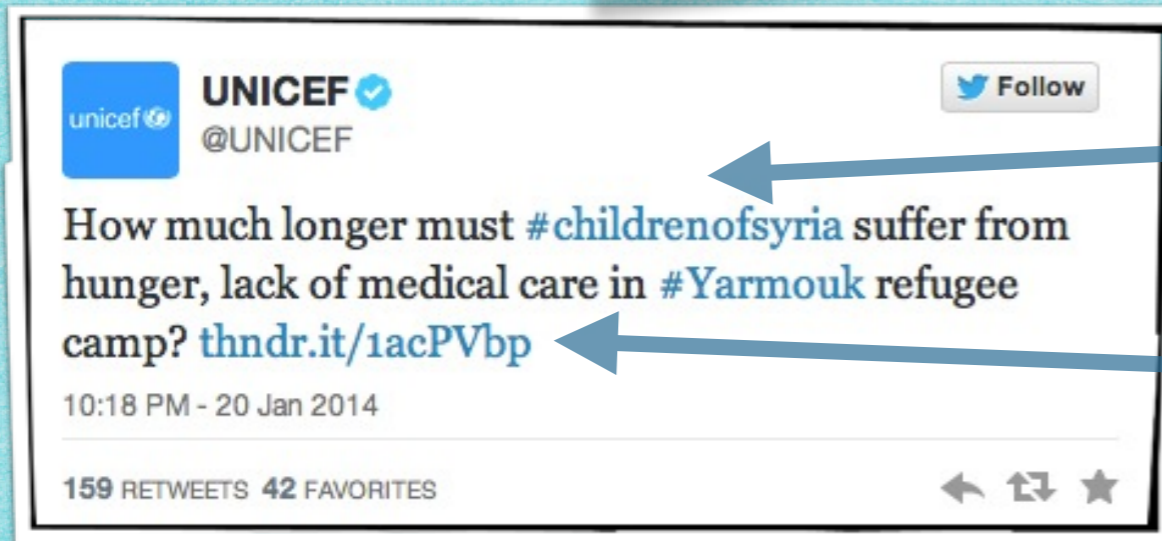 unicef
UNICEF
@UNICEF
Follow
How much longer must #childrenofsyria suffer from
hunger, lack of medical care in #Yarmouk refugee
camp? thndr.it/1acPVbp
10:18 PM - 20 Jan 2014
159 RETWEETS 42 FAVORITES